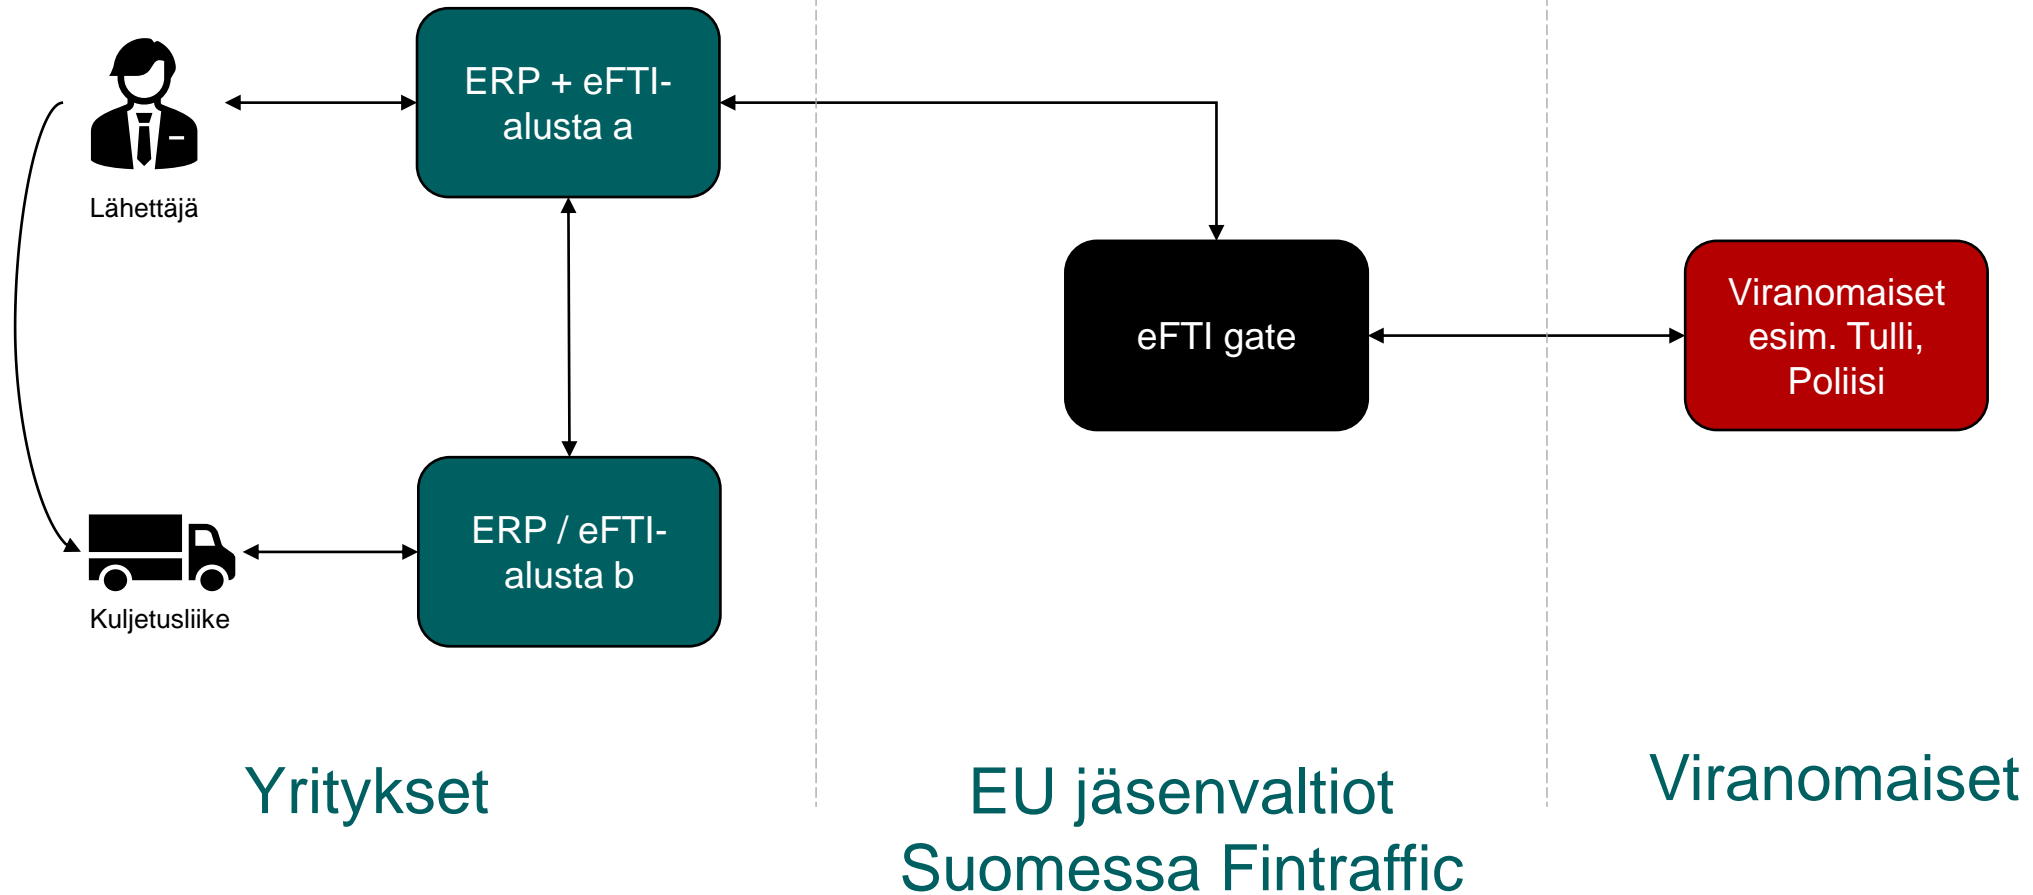 ERP + eFTI-
alusta a
Lähettäjä
eFTI gate
Viranomaiset
esim. Tulli,
Poliisi
ERP / eFTI-
alusta b
Kuljetusliike
Yritykset
EU jäsenvaltiot
Suomessa Fintraffic
Viranomaiset